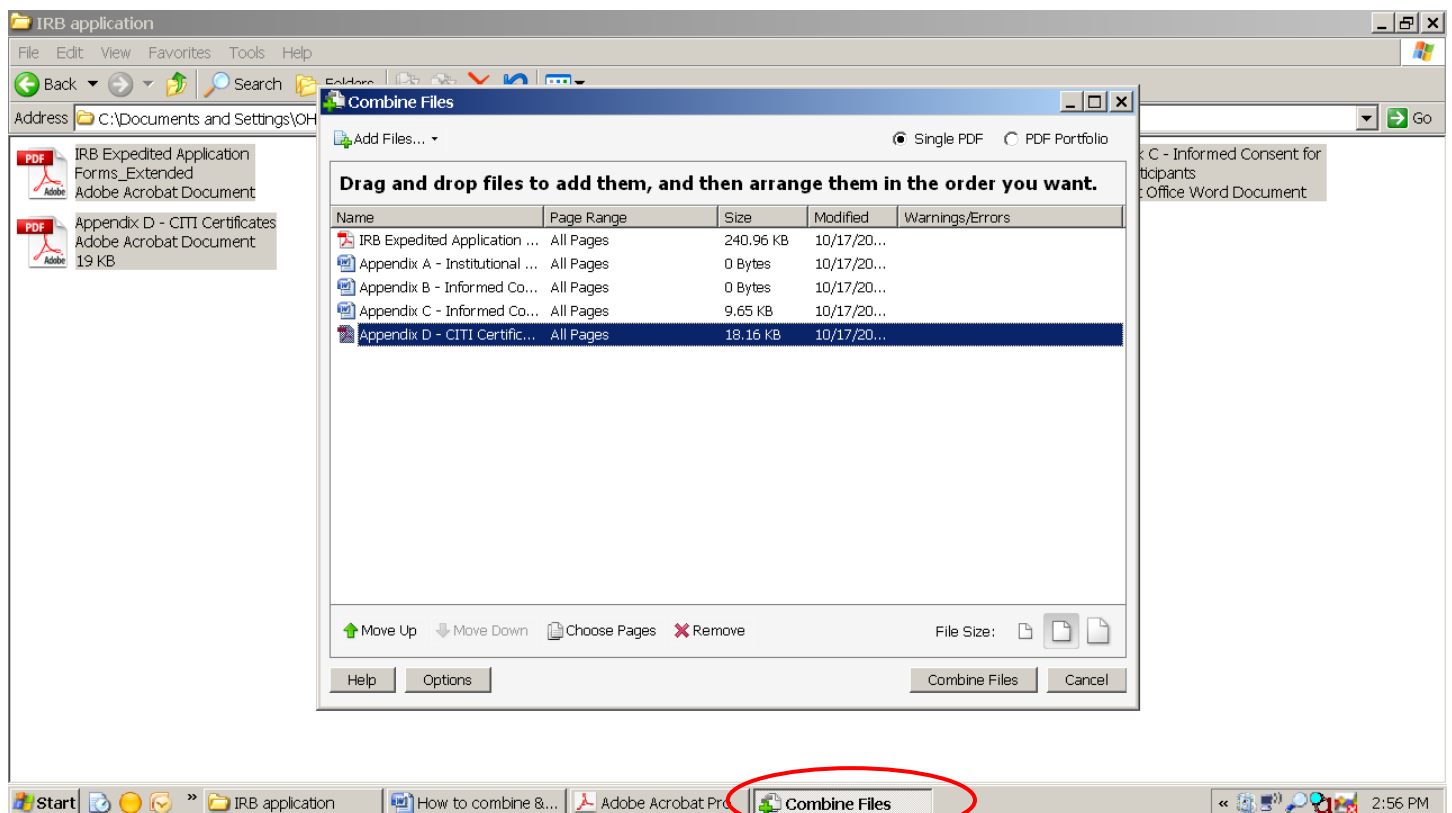 IRB application
File Edit View Favorites Tools Help
Back Search Folders
Address C:\Documents and Settings\OH Go
IRB Expedited Application
Forms_Extended
Adobe Acrobat Document
Appendix D - CITI Certificates
Adobe Acrobat Document
19 KB
C - Informed Consent for
ticipants
Office Word Document
Combine Files
Add Files... Single PDF PDF Portfolio
Drag and drop files to add them, and then arrange them in the order you want.
Name Page Range Size Modified Warnings/Errors
IRB Expedited Application ... All Pages 240.96 KB 10/17/20...
Appendix A - Institutional ... All Pages 0 Bytes 10/17/20...
Appendix B - Informed Co... All Pages 0 Bytes 10/17/20...
Appendix C - Informed Co... All Pages 9.65 KB 10/17/20...
Appendix D - CITI Certific... All Pages 18.16 KB 10/17/20...
Move Up Move Down Choose Pages Remove File Size:
Help Options Combine Files Cancel
Start » IRB application How to combine &... Adobe Acrobat Pro Combine Files « 2:56 PM